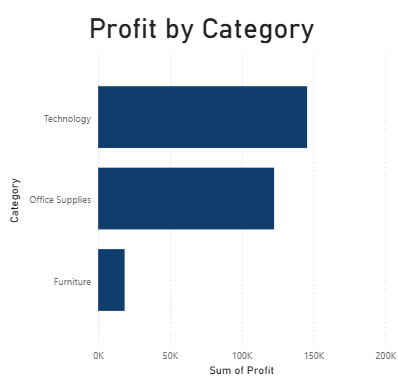 Profit by Category
Technology
Office Supplies
Furniture
Category
0K 50K 100K 150K 200K
Sum of Profit